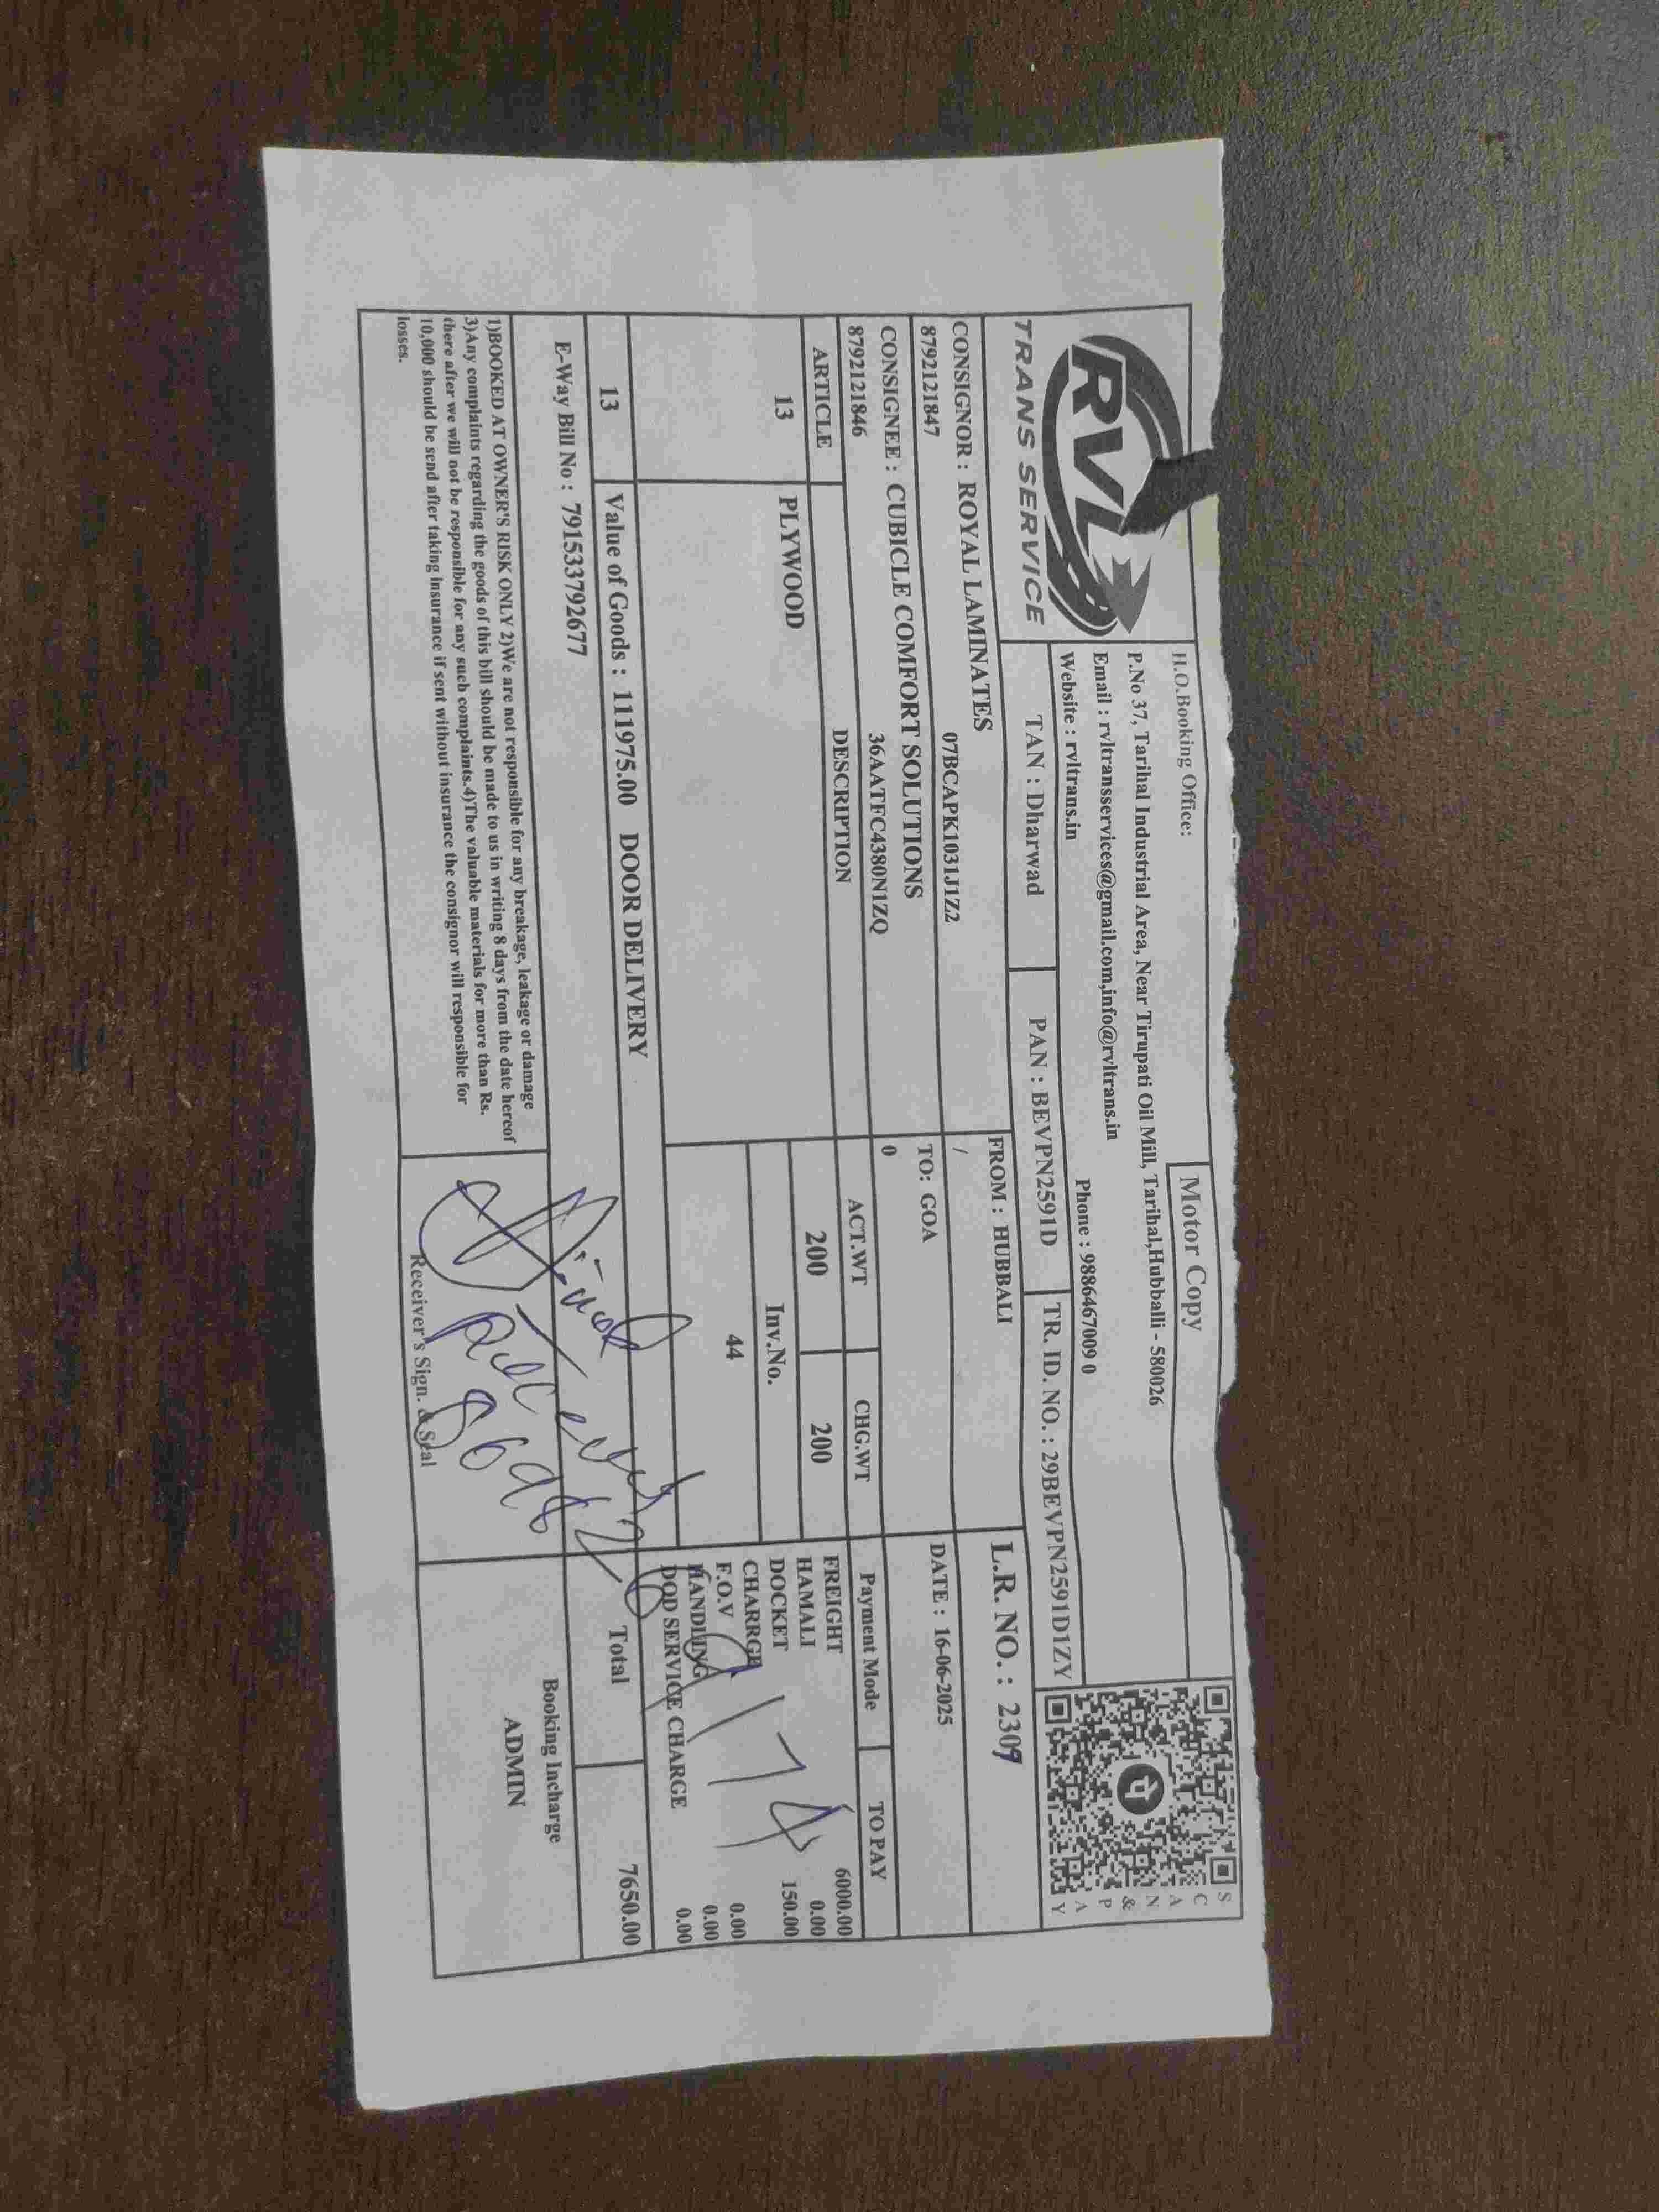 RVL
TRANS SERVICE
H.O.Booking Office:
Motor Copy
P.No 37, Tarihal Industrial Area, Near Tirupati Oil Mill, Tarihal,Hubballi - 580026
Email : rvltransservices@gmail.com,info@rvltrans.in
Phone : 9886467009 0
Website : rvltrans.in
SCAN & PAY
TAN : Dharwad
PAN : BEVPN2591D
TR. ID. NO. : 29BEVPN2591D1ZY
CONSIGNOR : ROYAL LAMINATES
8792121847
07BCAPK1031J1Z2
FROM : HUBBALI
/
L.R. NO. : 2309
CONSIGNEE : CUBICLE COMFORT SOLUTIONS
8792121846
36AATFC4380N1ZQ
TO: GOA
0
DATE : 16-06-2025
ARTICLE
DESCRIPTION
ACT.WT
CHG.WT
Payment Mode
TO PAY
13
PLYWOOD
200
200
Inv.No.
44
FREIGHT 6000.00
HAMALI 0.00
DOCKET 150.00
CHARRGE
F.O.V 0.00
HANDLING 0.00
DOD SERVICE CHARGE 0.00
13
Value of Goods : 111975.00 DOOR DELIVERY
Total
7650.00
E-Way Bill No : 791533792677
1)BOOKED AT OWNER'S RISK ONLY 2)We are not responsible for any breakage, leakage or damage
3)Any complaints regarding the goods of this bill should be made to us in writing 8 days from the date hereof
there after we will not be responsible for any such complaints.4)The valuable materials for more than Rs.
10,000 should be send after taking insurance if sent without insurance the consignor will responsible for
losses.
Receiver's Sign. & Seal
Booking Incharge
ADMIN